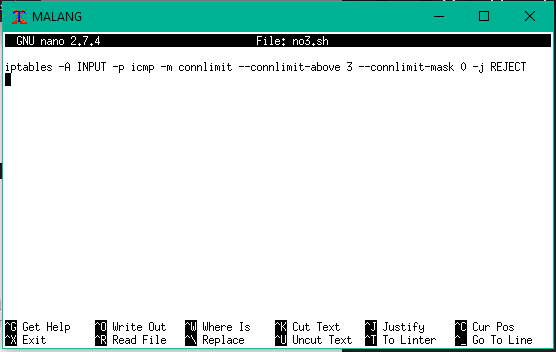 MALANG
GNU nano 2.7.4 File: no3.sh
iptables -A INPUT -p icmp -m connlimit --connlimit-above 3 --connlimit-mask 0 -j REJECT
^G Get Help ^O Write Out ^W Where Is ^K Cut Text ^J Justify ^C Cur Pos
^X Exit ^R Read File ^\ Replace ^U Uncut Text ^T To Linter ^_ Go To Line